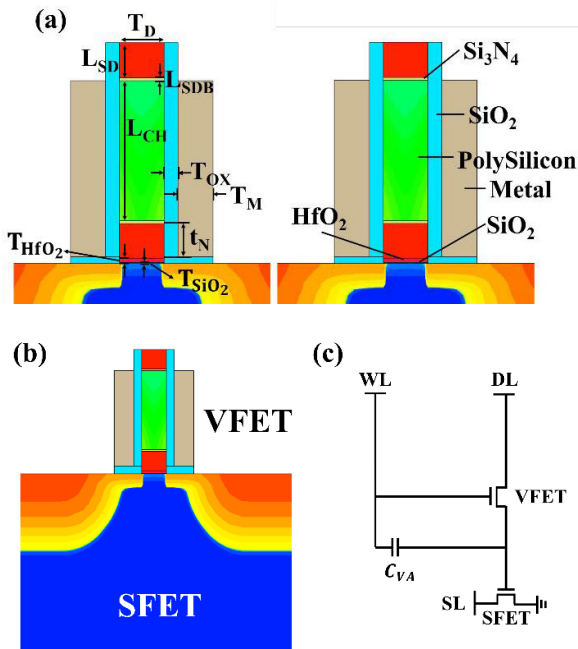 (a)
T_D
L_SD
L_SDB
L_CH
T_OX
T_M
t_N
T_HfO₂
T_SiO₂
Si₃N₄
SiO₂
PolySilicon
Metal
HfO₂
SiO₂
(b)
VFET
SFET
(c)
WL
DL
VFET
C_VA
SL
SFET